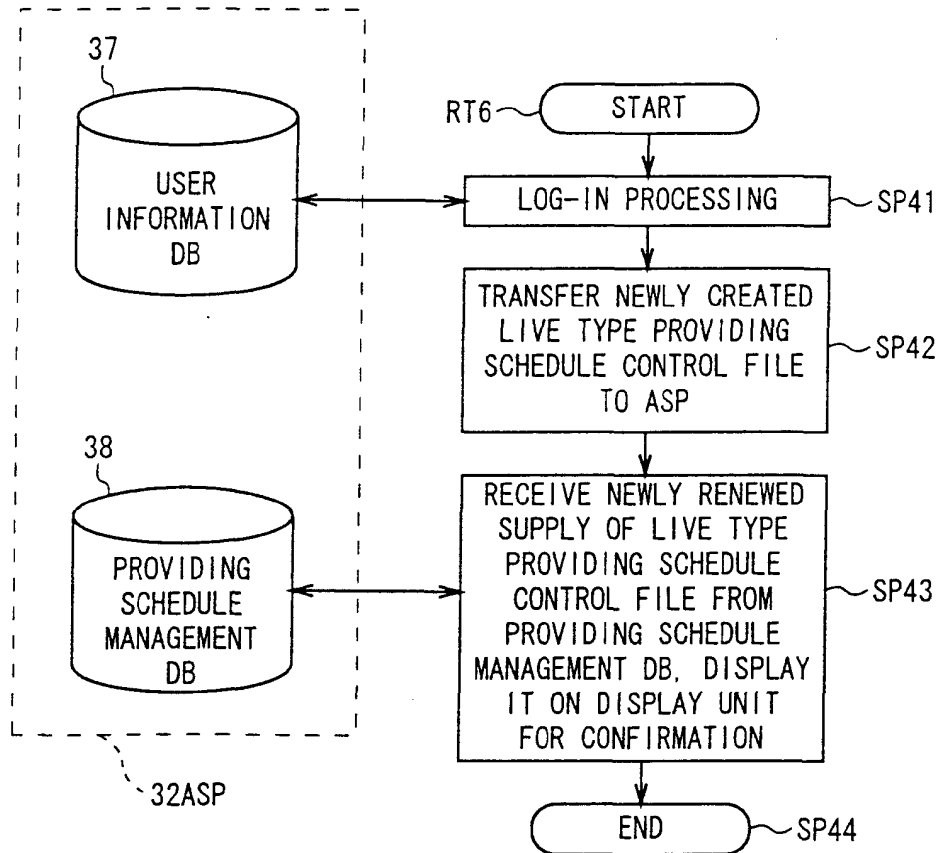 37
USER
INFORMATION
DB
38
PROVIDING
SCHEDULE
MANAGEMENT
DB
32ASP
RT6
START
LOG-IN PROCESSING
SP41
TRANSFER NEWLY CREATED
LIVE TYPE PROVIDING
SCHEDULE CONTROL FILE
TO ASP
SP42
RECEIVE NEWLY RENEWED
SUPPLY OF LIVE TYPE
PROVIDING SCHEDULE
CONTROL FILE FROM
PROVIDING SCHEDULE
MANAGEMENT DB, DISPLAY
IT ON DISPLAY UNIT
FOR CONFIRMATION
SP43
END
SP44